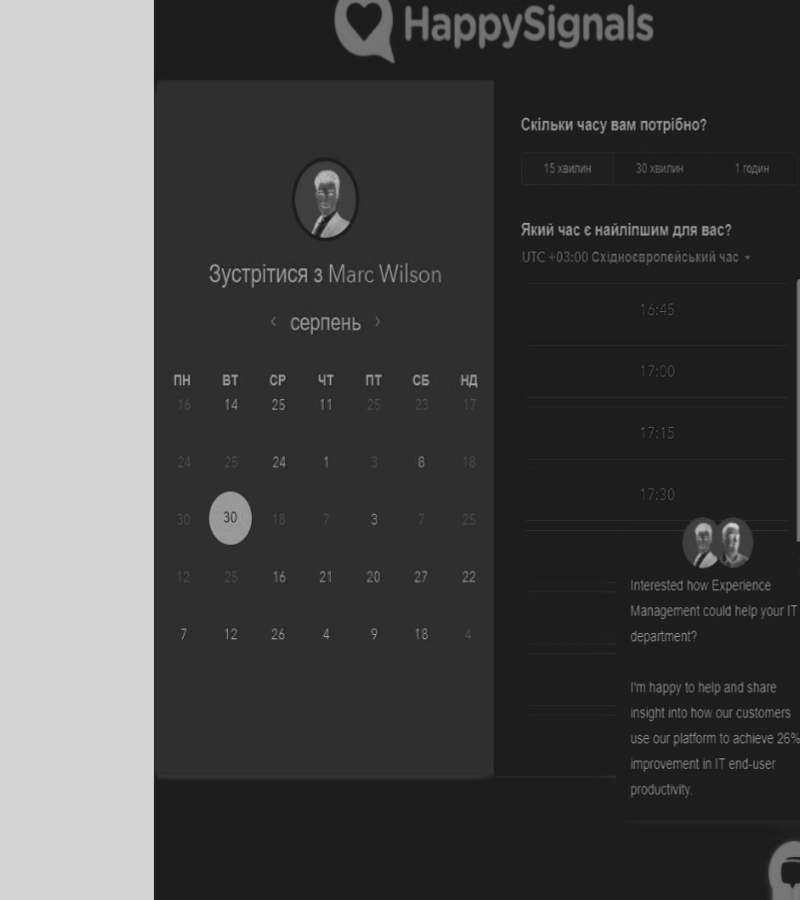 HappySignals
Зустрітися з Marc Wilson
‹ серпень ›
ПН ВТ СР ЧТ ПТ СБ НД
16 14 25 11 25 23 17
24 25 24 1 3 8 18
30 30 18 7 3 7 25
12 25 16 21 20 27 22
7 12 26 4 9 18 4
Скільки часу вам потрібно?
15 хвилин 30 хвилин 1 годин
Який час є найліпшим для вас?
UTC +03:00 Східноєвропейський час
16:45
17:00
17:15
17:30
Interested how Experience
Management could help your IT
department?
I'm happy to help and share
insight into how our customers
use our platform to achieve 26%
improvement in IT end-user
productivity.